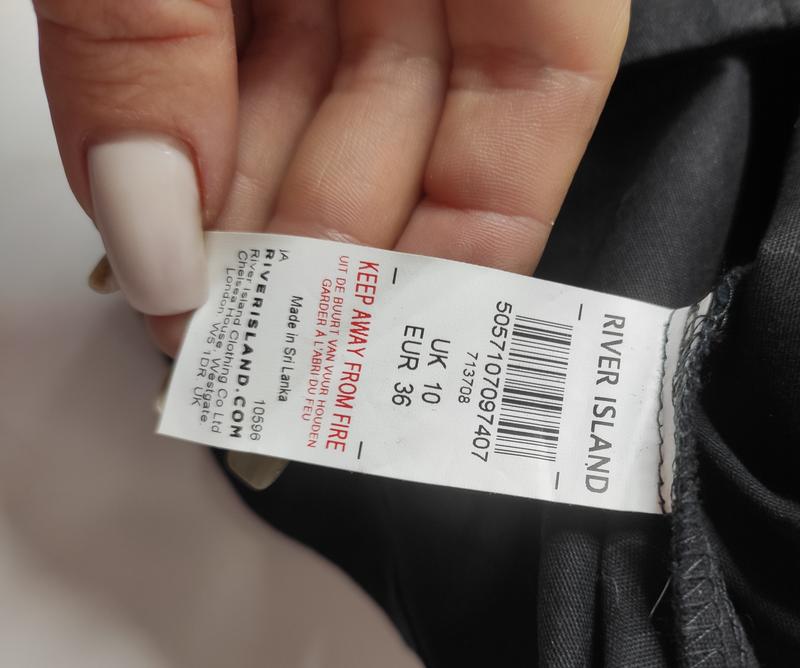 RIVER ISLAND
5057107097407
713708
UK 10
EUR 36
KEEP AWAY FROM FIRE
UIT DE BUURT VAN VUUR HOUDEN
GARDER À L'ABRI DU FEU
Made in Sri Lanka
IA 10596
RIVERISLAND.COM
River Island Clothing Co Ltd
Chelsea House, Westgate
London W5 1DR UK